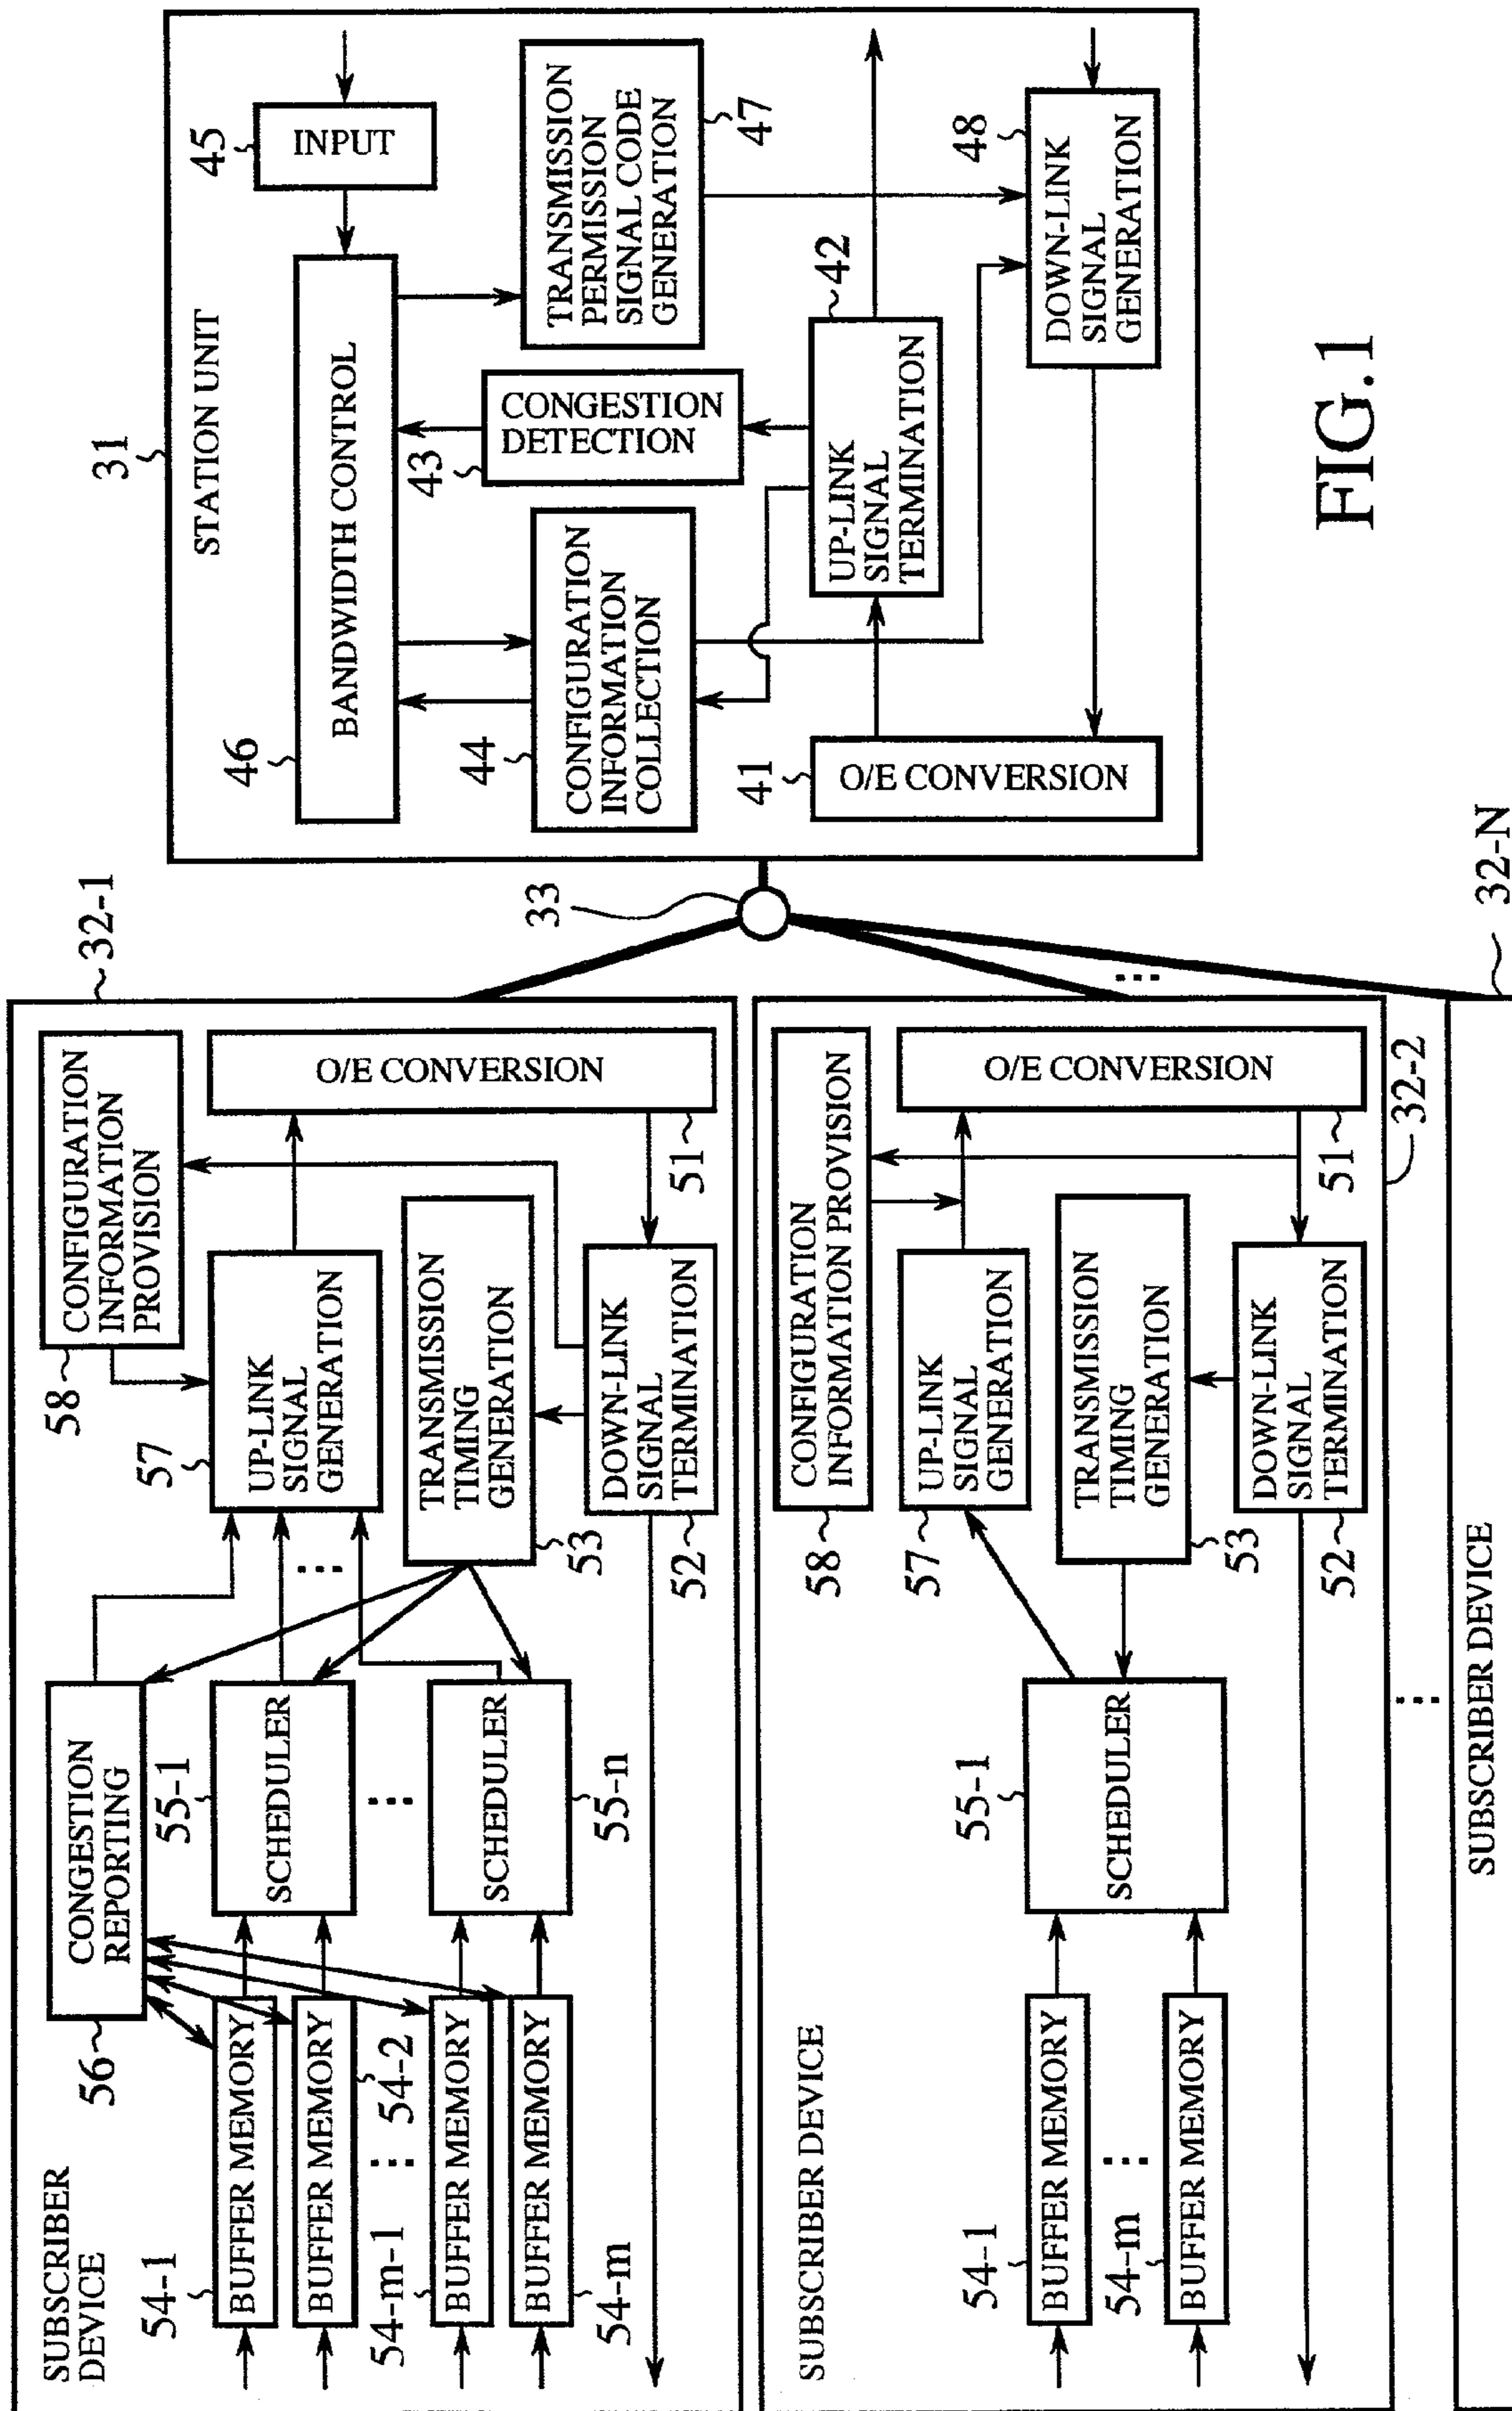 SUBSCRIBER
DEVICE
54-1
BUFFER MEMORY
BUFFER MEMORY
54-2
54-m-1
BUFFER MEMORY
BUFFER MEMORY
54-m
56
CONGESTION
REPORTING
55-1
SCHEDULER
SCHEDULER
55-n
58
CONFIGURATION
INFORMATION
PROVISION
57
UP-LINK
SIGNAL
GENERATION
TRANSMISSION
TIMING
GENERATION
53
DOWN-LINK
SIGNAL
TERMINATION
52
O/E CONVERSION
51
32-1
33
31
STATION UNIT
45
INPUT
46
BANDWIDTH CONTROL
44
CONFIGURATION
INFORMATION
COLLECTION
43
CONGESTION
DETECTION
TRANSMISSION
PERMISSION
SIGNAL CODE
GENERATION
47
41
O/E CONVERSION
UP-LINK
SIGNAL
TERMINATION
42
48
DOWN-LINK
SIGNAL
GENERATION
SUBSCRIBER DEVICE
54-1
BUFFER MEMORY
54-m
BUFFER MEMORY
55-1
SCHEDULER
58
CONFIGURATION
INFORMATION PROVISION
57
UP-LINK
SIGNAL
GENERATION
TRANSMISSION
TIMING
GENERATION
53
DOWN-LINK
SIGNAL
TERMINATION
52
O/E CONVERSION
51
32-2
SUBSCRIBER DEVICE
32-N
FIG.1